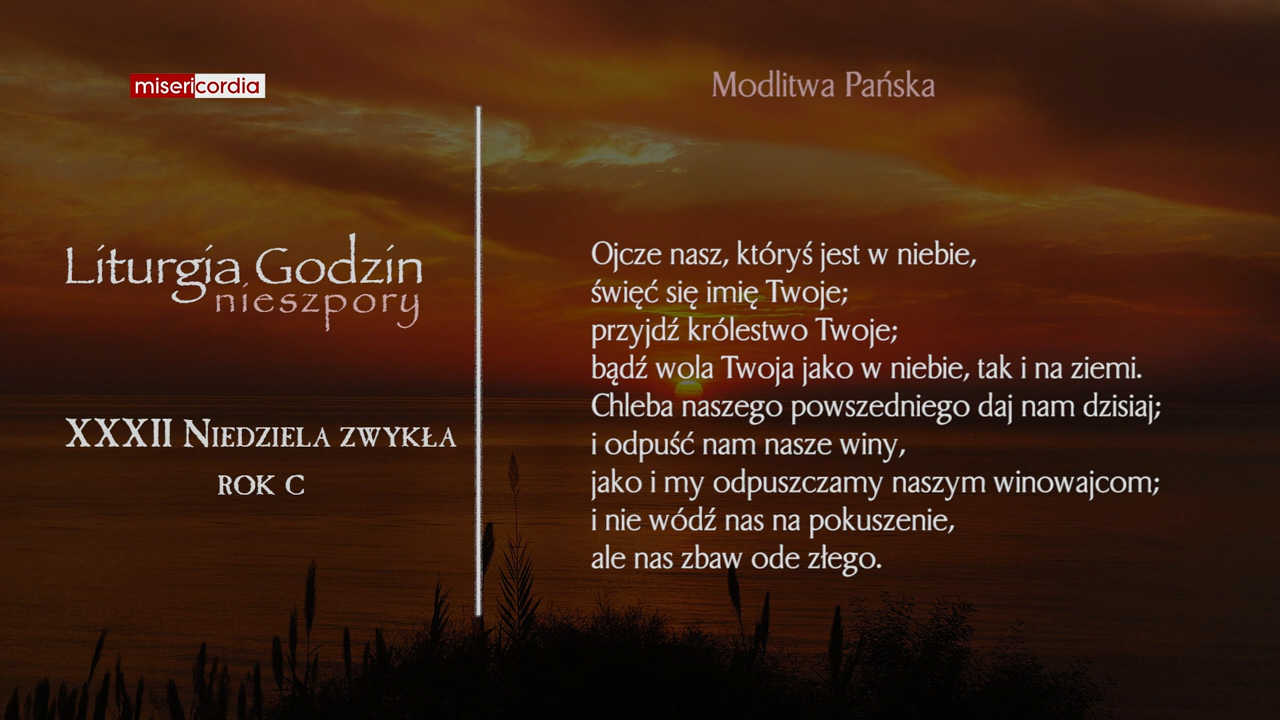 misericordia
Liturgia Godzin
nieszpory
XXXII Niedziela zwykła
rok C
Modlitwa Pańska
Ojcze nasz, któryś jest w niebie,
święć się imię Twoje;
przyjdź królestwo Twoje;
bądź wola Twoja jako w niebie, tak i na ziemi.
Chleba naszego powszedniego daj nam dzisiaj;
i odpuść nam nasze winy,
jako i my odpuszczamy naszym winowajcom;
i nie wódź nas na pokuszenie,
ale nas zbaw ode złego.